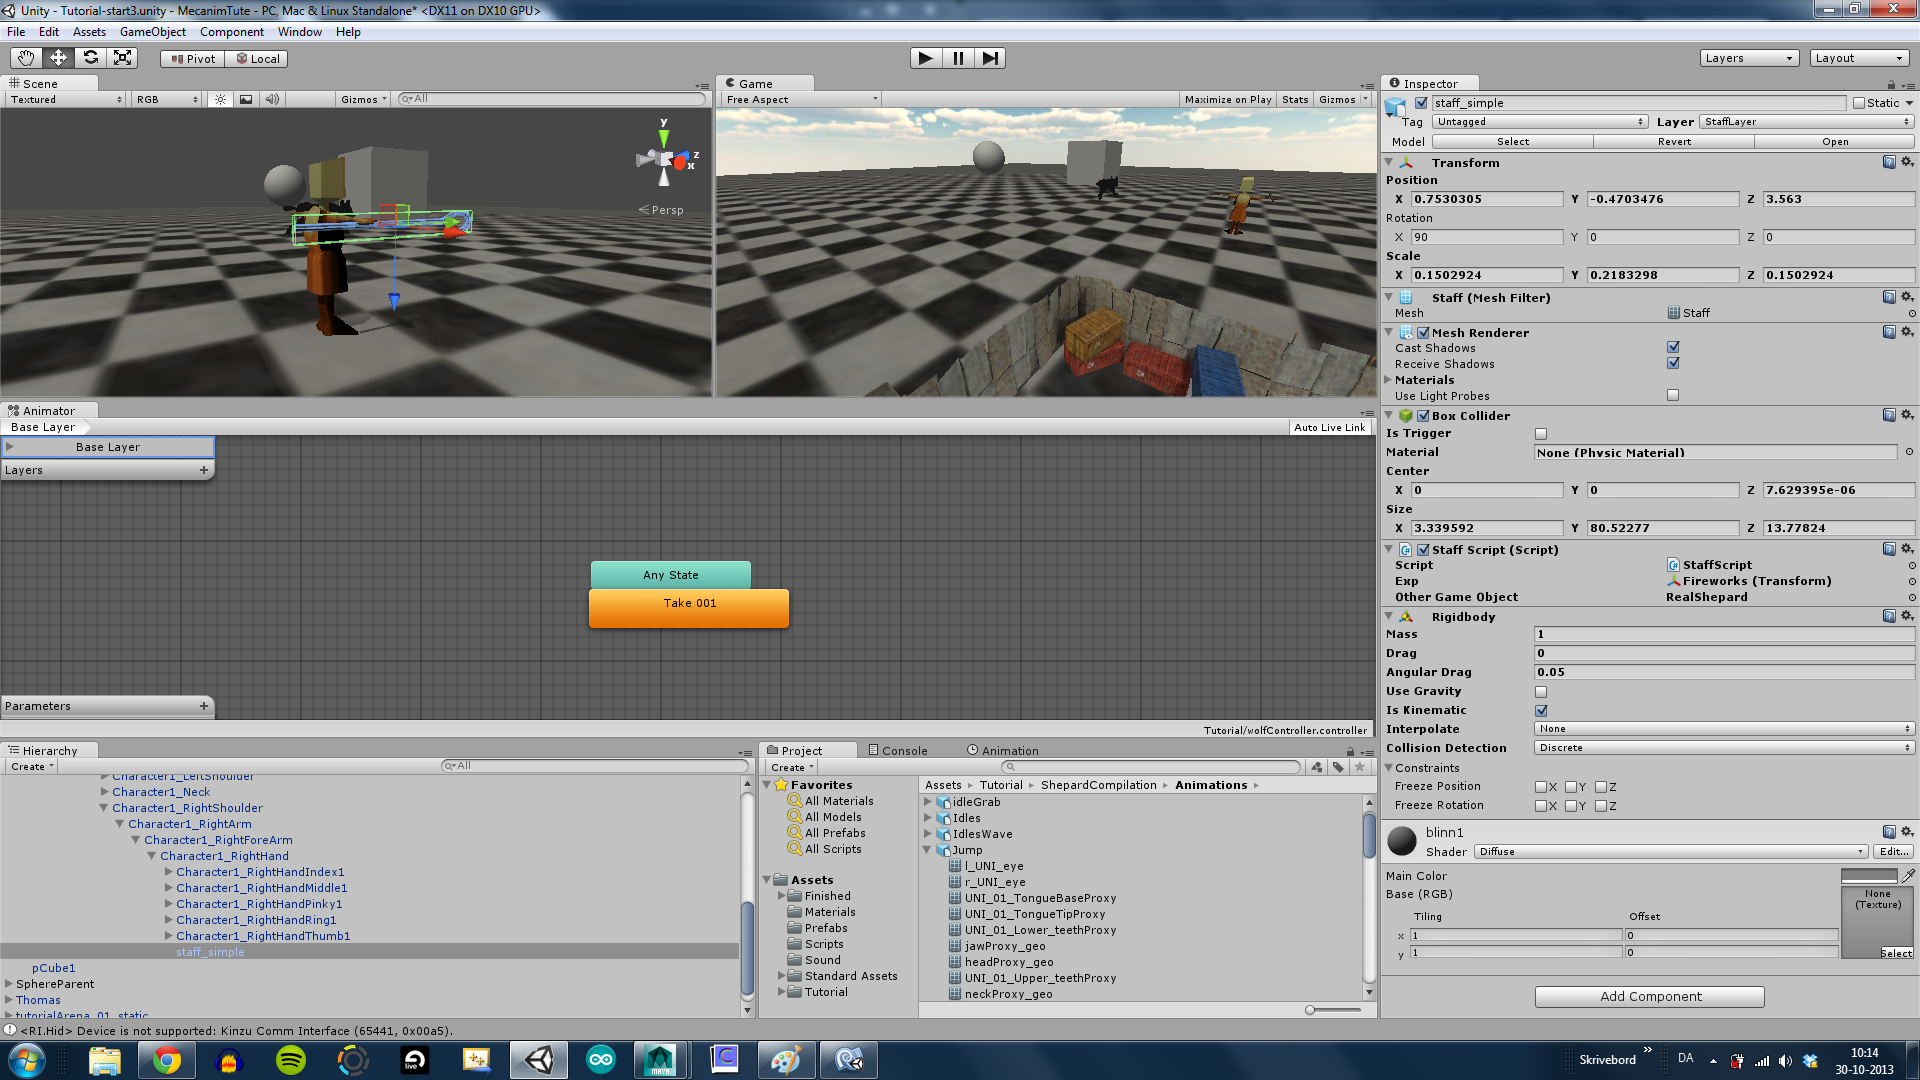 Unity - Tutorial-start3.unity - MecanimTute - PC, Mac & Linux Standalone* <DX11 on DX10 GPU>
File Edit Assets GameObject Component Window Help
Pivot Local Layers Layout
Scene
Textured RGB Gizmos All
y z x
Persp
Game
Free Aspect Maximize on Play Stats Gizmos
Animator
Base Layer Auto Live Link
Base Layer
Layers
Any State
Take 001
Parameters
Tutorial/wolfController.controller
Hierarchy
Create All
Character1_LeftShoulder
Character1_Neck
Character1_RightShoulder
Character1_RightArm
Character1_RightForeArm
Character1_RightHand
Character1_RightHandIndex1
Character1_RightHandMiddle1
Character1_RightHandPinky1
Character1_RightHandRing1
Character1_RightHandThumb1
staff_simple
pCube1
SphereParent
Thomas
tutorialArena_01_static
Project Console Animation
Create
Favorites
All Materials
All Models
All Prefabs
All Scripts
Assets
Finished
Materials
Prefabs
Scripts
Sound
Standard Assets
Tutorial
Assets Tutorial ShepardCompilation Animations
idleGrab
Idles
IdlesWave
Jump
l_UNI_eye
r_UNI_eye
UNI_01_TongueBaseProxy
UNI_01_TongueTipProxy
UNI_01_Lower_teethProxy
jawProxy_geo
headProxy_geo
UNI_01_Upper_teethProxy
neckProxy_geo
Inspector
staff_simple Static
Tag Untagged Layer StaffLayer
Model Select Revert Open
Transform
Position
X 0.7530305 Y -0.4703476 Z 3.563
Rotation
X 90 Y 0 Z 0
Scale
X 0.1502924 Y 0.2183298 Z 0.1502924
Staff (Mesh Filter)
Mesh Staff
Mesh Renderer
Cast Shadows
Receive Shadows
Materials
Use Light Probes
Box Collider
Is Trigger
Material None (Physic Material)
Center
X 0 Y 0 Z 7.629395e-06
Size
X 3.339592 Y 80.52277 Z 13.77824
Staff Script (Script)
Script StaffScript
Exp Fireworks (Transform)
Other Game Object RealShepard
Rigidbody
Mass 1
Drag 0
Angular Drag 0.05
Use Gravity
Is Kinematic
Interpolate None
Collision Detection Discrete
Constraints
Freeze Position X Y Z
Freeze Rotation X Y Z
blinn1
Shader Diffuse Edit...
Main Color
Base (RGB) None
(Texture)
Tiling Offset
x 1 0
y 1 0
Select
Add Component
<RI.Hid> Device is not supported: Kinzu Comm Interface (65441, 0x00a5).
live MAYA C
Skrivebord » DA 10:14
30-10-2013